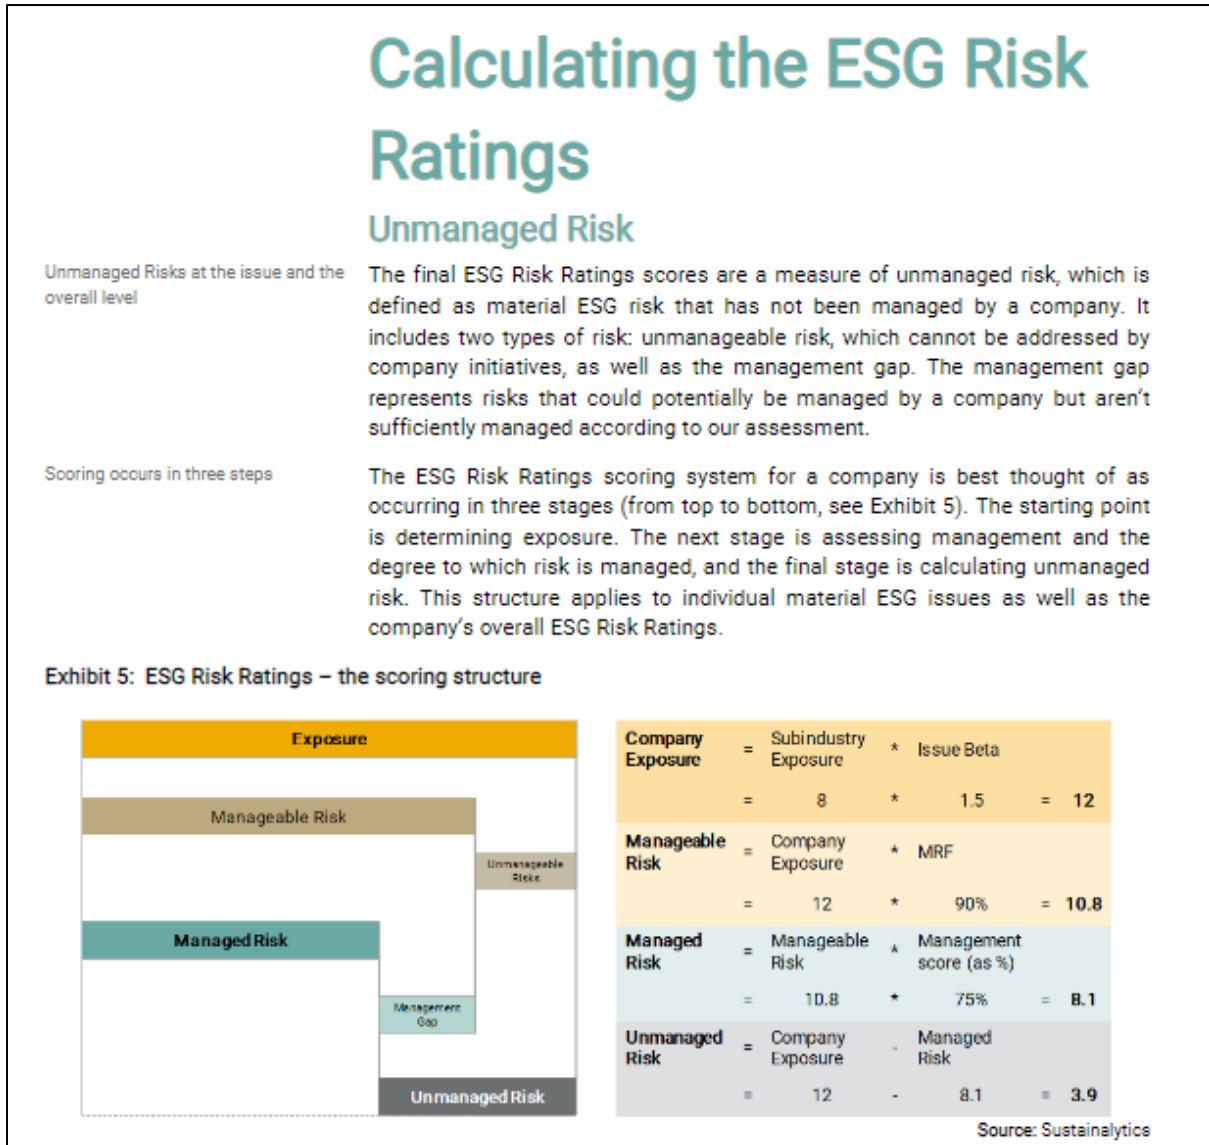 Calculating the ESG Risk
Ratings
Unmanaged Risk
Unmanaged Risks at the issue and the
overall level
The final ESG Risk Ratings scores are a measure of unmanaged risk, which is
defined as material ESG risk that has not been managed by a company. It
includes two types of risk: unmanageable risk, which cannot be addressed by
company initiatives, as well as the management gap. The management gap
represents risks that could potentially be managed by a company but aren't
sufficiently managed according to our assessment.
Scoring occurs in three steps
The ESG Risk Ratings scoring system for a company is best thought of as
occurring in three stages (from top to bottom, see Exhibit 5). The starting point
is determining exposure. The next stage is assessing management and the
degree to which risk is managed, and the final stage is calculating unmanaged
risk. This structure applies to individual material ESG issues as well as the
company's overall ESG Risk Ratings.
Exhibit 5: ESG Risk Ratings – the scoring structure
Exposure
Manageable Risk
Unmanageable
Risks
Managed Risk
Management
Gap
Unmanaged Risk
Company Exposure = Subindustry Exposure * Issue Beta
= 8 * 1.5 = 12
Manageable Risk = Company Exposure * MRF
= 12 * 90% = 10.8
Managed Risk = Manageable Risk * Management score (as %)
= 10.8 * 75% = 8.1
Unmanaged Risk = Company Exposure - Managed Risk
= 12 - 8.1 = 3.9
Source: Sustainalytics